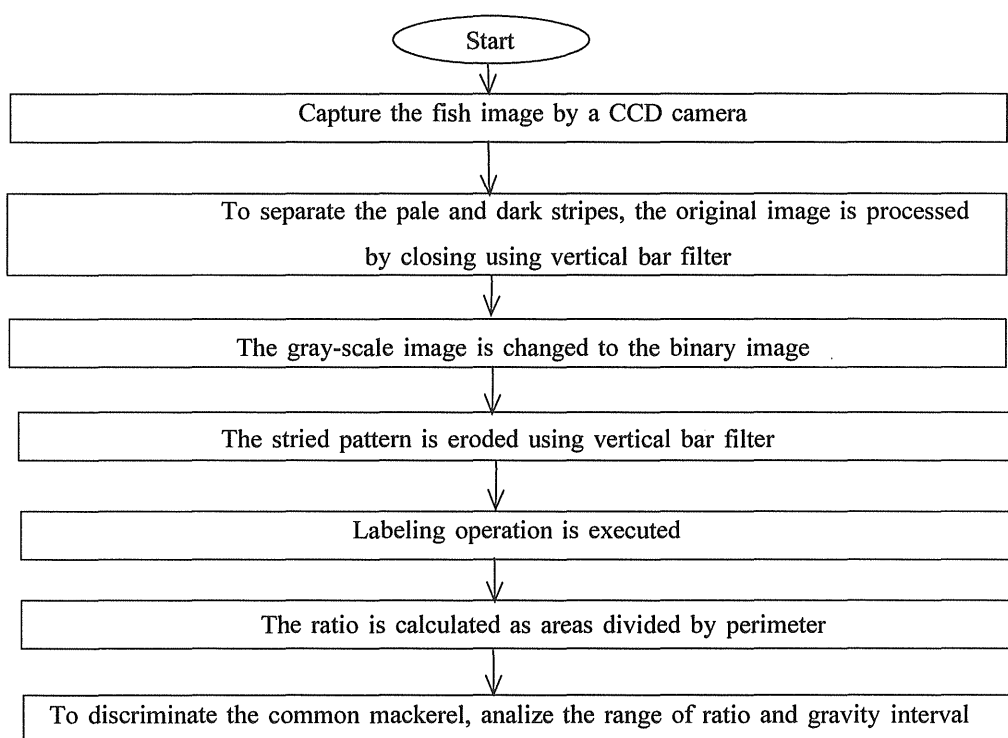 Start
Capture the fish image by a CCD camera
To separate the pale and dark stripes, the original image is processed
by closing using vertical bar filter
The gray-scale image is changed to the binary image
The stried pattern is eroded using vertical bar filter
Labeling operation is executed
The ratio is calculated as areas divided by perimeter
To discriminate the common mackerel, analize the range of ratio and gravity interval